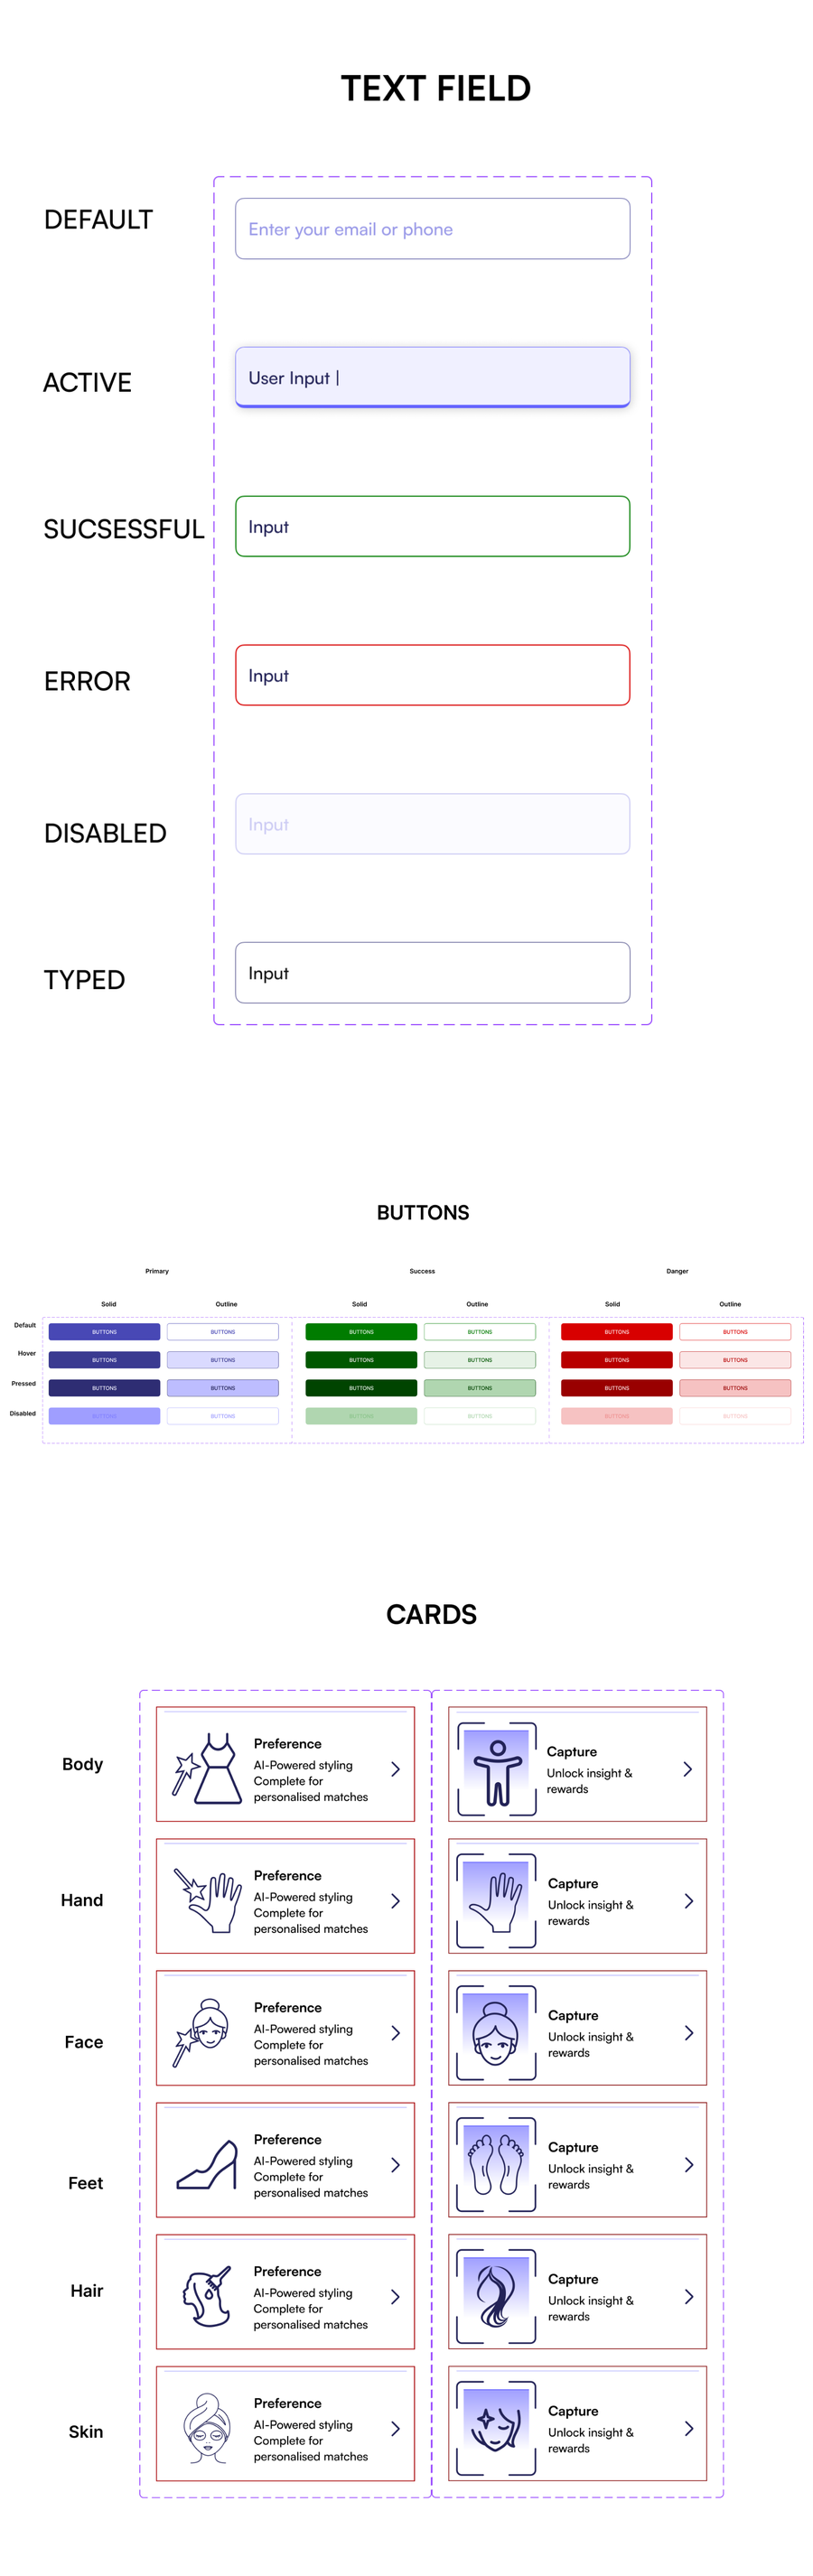 TEXT FIELD
DEFAULT
Enter your email or phone
ACTIVE
User Input |
SUCSESSFUL
Input
ERROR
Input
DISABLED
Input
TYPED
Input
BUTTONS
Primary
Success
Danger
Solid
Outline
Solid
Outline
Solid
Outline
Default
BUTTONS
BUTTONS
BUTTONS
BUTTONS
BUTTONS
BUTTONS
Hover
BUTTONS
BUTTONS
BUTTONS
BUTTONS
BUTTONS
BUTTONS
Pressed
BUTTONS
BUTTONS
BUTTONS
BUTTONS
BUTTONS
BUTTONS
Disabled
BUTTONS
BUTTONS
BUTTONS
BUTTONS
BUTTONS
BUTTONS
CARDS
Body
Preference
AI-Powered styling
Complete for
personalised matches
Capture
Unlock insight &
rewards
Hand
Preference
AI-Powered styling
Complete for
personalised matches
Capture
Unlock insight &
rewards
Face
Preference
AI-Powered styling
Complete for
personalised matches
Capture
Unlock insight &
rewards
Feet
Preference
AI-Powered styling
Complete for
personalised matches
Capture
Unlock insight &
rewards
Hair
Preference
AI-Powered styling
Complete for
personalised matches
Capture
Unlock insight &
rewards
Skin
Preference
AI-Powered styling
Complete for
personalised matches
Capture
Unlock insight &
rewards